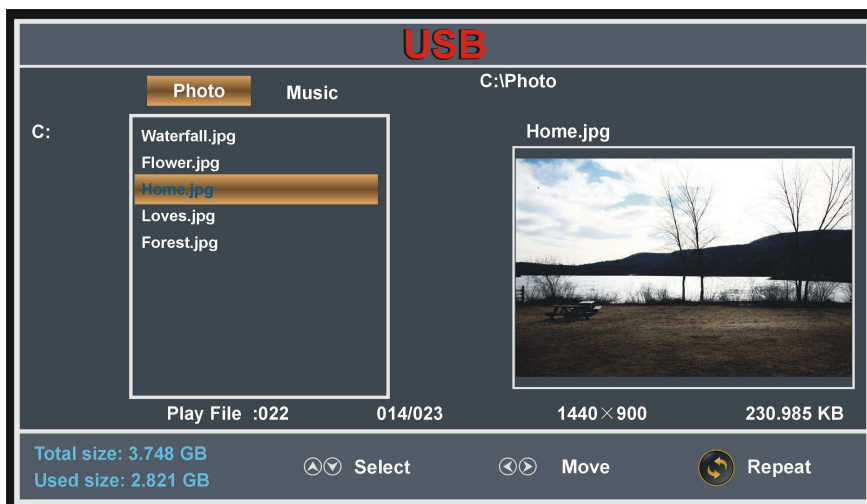 USB
Photo Music C:\Photo
C: Home.jpg
Waterfall.jpg
Flower.jpg
Home.jpg
Loves.jpg
Forest.jpg
Play File :022 014/023 1440×900 230.985 KB
Total size: 3.748 GB
Used size: 2.821 GB
Select Move Repeat